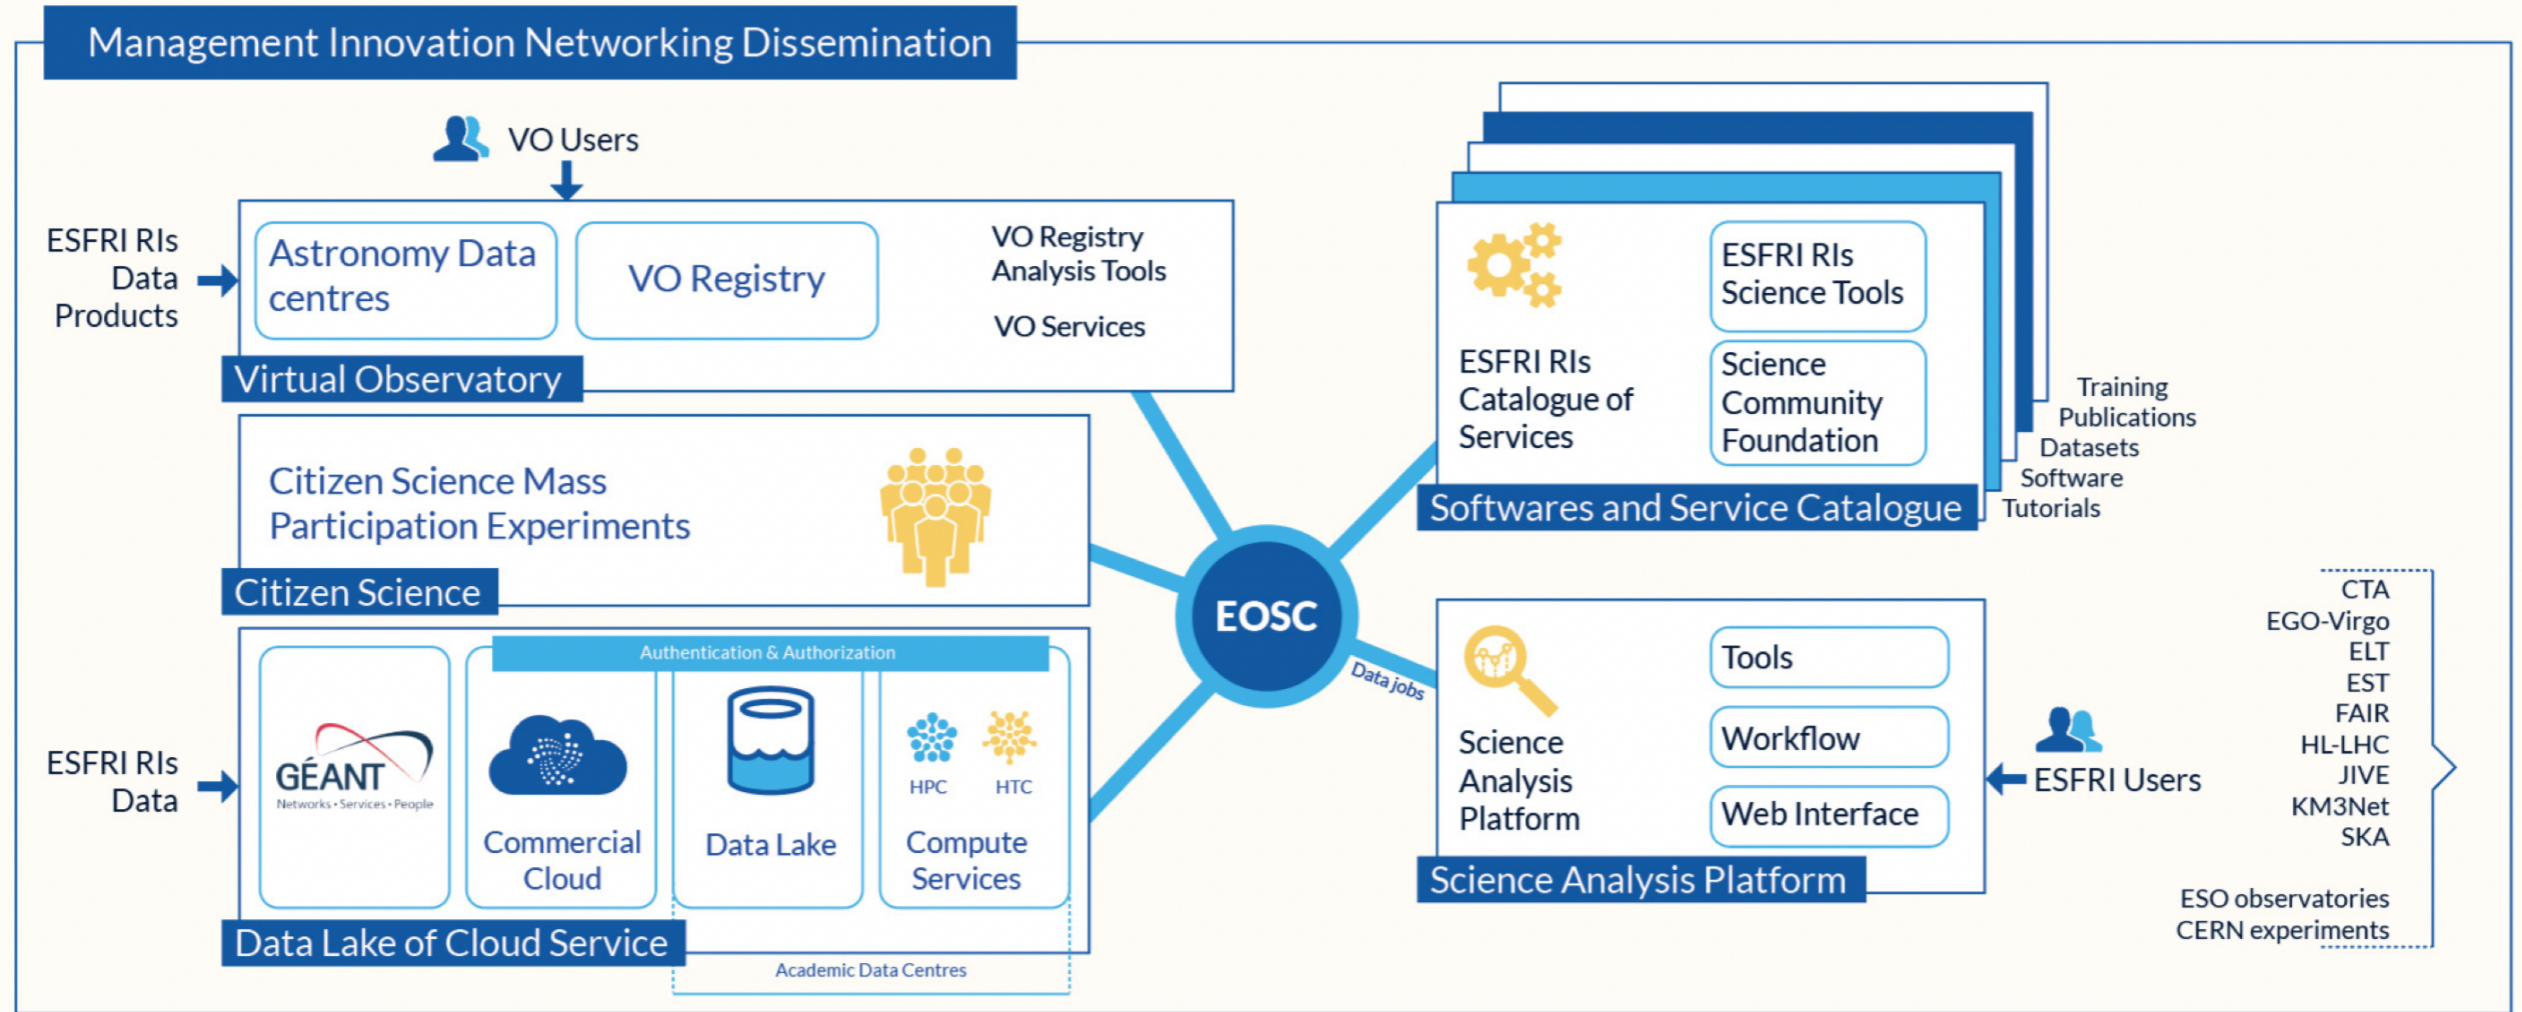 Management Innovation Networking Dissemination
VO Users
ESFRI RIs
Data
Products
Astronomy Data
centres
VO Registry
VO Registry
Analysis Tools
VO Services
Virtual Observatory
Citizen Science Mass
Participation Experiments
Citizen Science
ESFRI RIs
Data
Authentication & Authorization
GÉANT
Networks • Services • People
Commercial
Cloud
Data Lake
HPC
HTC
Compute
Services
Data Lake of Cloud Service
Academic Data Centres
EOSC
Data jobs
ESFRI RIs
Catalogue of
Services
ESFRI RIs
Science Tools
Science
Community
Foundation
Softwares and Service Catalogue
Training
Publications
Datasets
Software
Tutorials
Science
Analysis
Platform
Tools
Workflow
Web Interface
Science Analysis Platform
ESFRI Users
CTA
EGO-Virgo
ELT
EST
FAIR
HL-LHC
JIVE
KM3Net
SKA
ESO observatories
CERN experiments